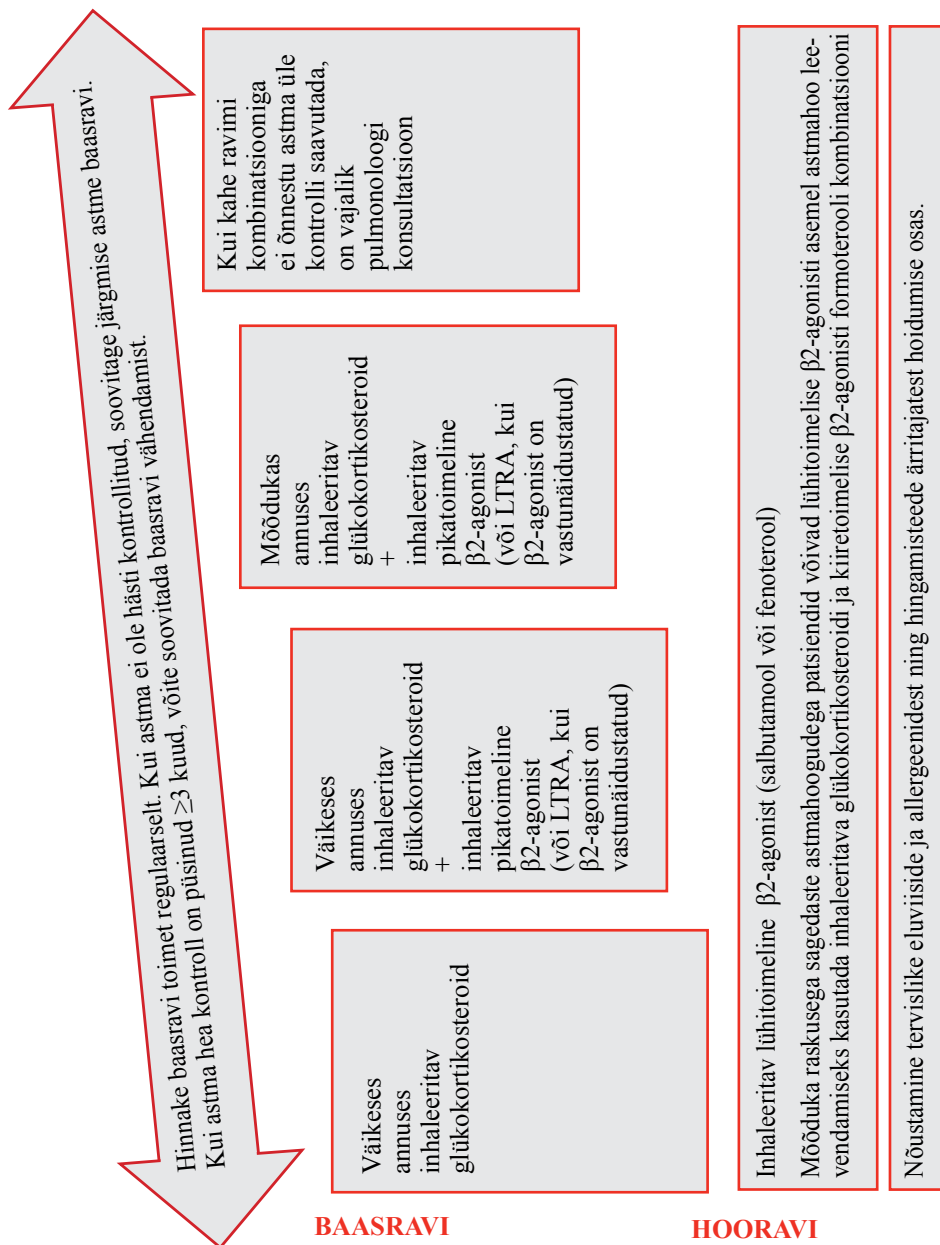 Hinnake baasravi toimet regulaarselt. Kui astma ei ole hästi kontrollitud, soovitage järgmise astme baasravi.
Kui astma hea kontroll on püsinud ≥3 kuud, võite soovitada baasravi vähendamist.
BAASRAVI
Väikeses
annuses
inhaleeritav
glükokortikosteroid
Väikeses
annuses
inhaleeritav
glükokortikosteroid
+
inhaleeritav
pikatoimeline
β2-agonist
(või LTRA, kui
β2-agonist on
vastunäidustatud)
Mõõdukas
annuses
inhaleeritav
glükokortikosteroid
+
inhaleeritav
pikatoimeline
β2-agonist
(või LTRA, kui
β2-agonist on
vastunäidustatud)
Kui kahe ravimi
kombinatsiooniga
ei õnnestu astma üle
kontrolli saavutada,
on vajalik
pulmonoloogi
konsultatsioon
HOORAVI
Inhaleeritav lühitoimeline β2-agonist (salbutamool või fenoterool)
Mõõduka raskusega sagedaste astmahoogudega patsiendid võivad lühitoimelise β2-agonisti asemel astmahoo lee-
vendamiseks kasutada inhaleeritava glükokortikosteroidi ja kiiretoimelise β2-agonisti formoterooli kombinatsiooni
Nõustamine tervislike eluviiside ja allergenidest ning hingamisteede ärritajatest hoidumise osas.